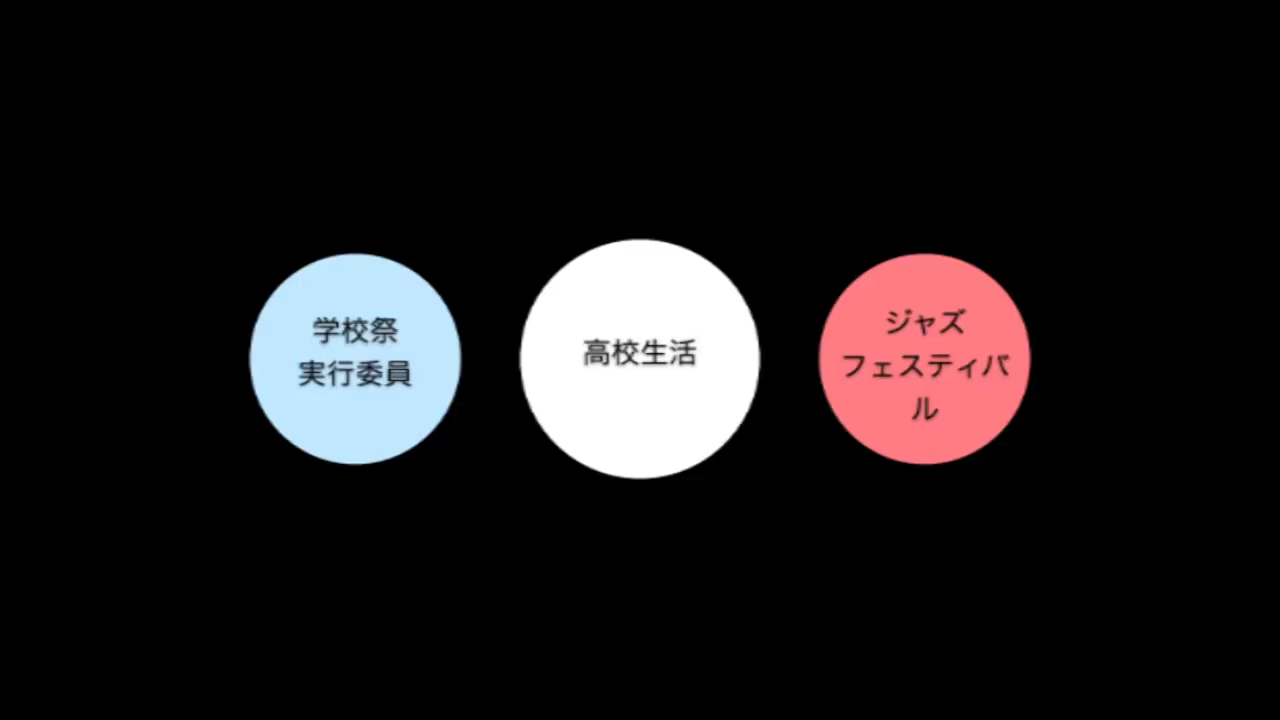 学校祭
実行委員
高校生活
ジャズ
フェスティバ
ル